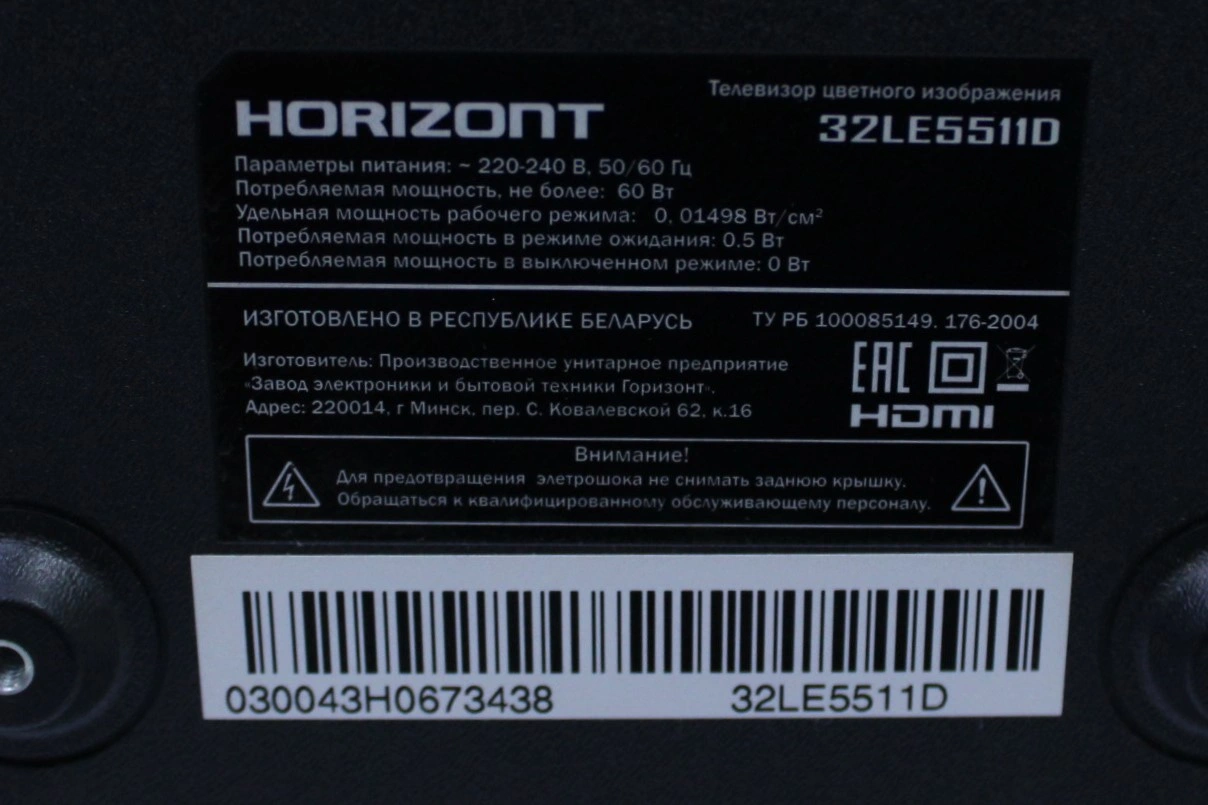 HORIZONT
Телевизор цветного изображения
32LE5511D
Параметры питания: ~ 220-240 В, 50/60 Гц
Потребляемая мощность, не более: 60 Вт
Удельная мощность рабочего режима: 0, 01498 Вт/см²
Потребляемая мощность в режиме ожидания: 0.5 Вт
Потребляемая мощность в выключенном режиме: 0 Вт
ИЗГОТОВЛЕНО В РЕСПУБЛИКЕ БЕЛАРУСЬ
ТУ РБ 100085149. 176-2004
Изготовитель: Производственное унитарное предприятие
«Завод электроники и бытовой техники Горизонт».
Адрес: 220014, г Минск, пер. С. Ковалевской 62, к.16
EAC
HDMI
Внимание!
Для предотвращения элетрошока не снимать заднюю крышку.
Обращаться к квалифицированному обслуживающему персоналу.
030043H0673438 32LE5511D